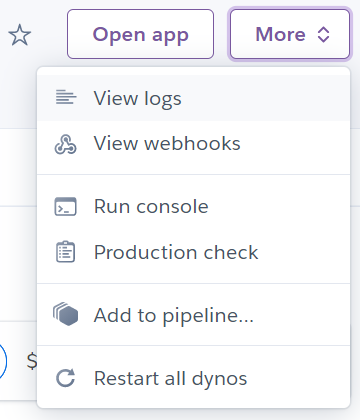 Open app
More
View logs
View webhooks
Run console
Production check
Add to pipeline...
$
Restart all dynos